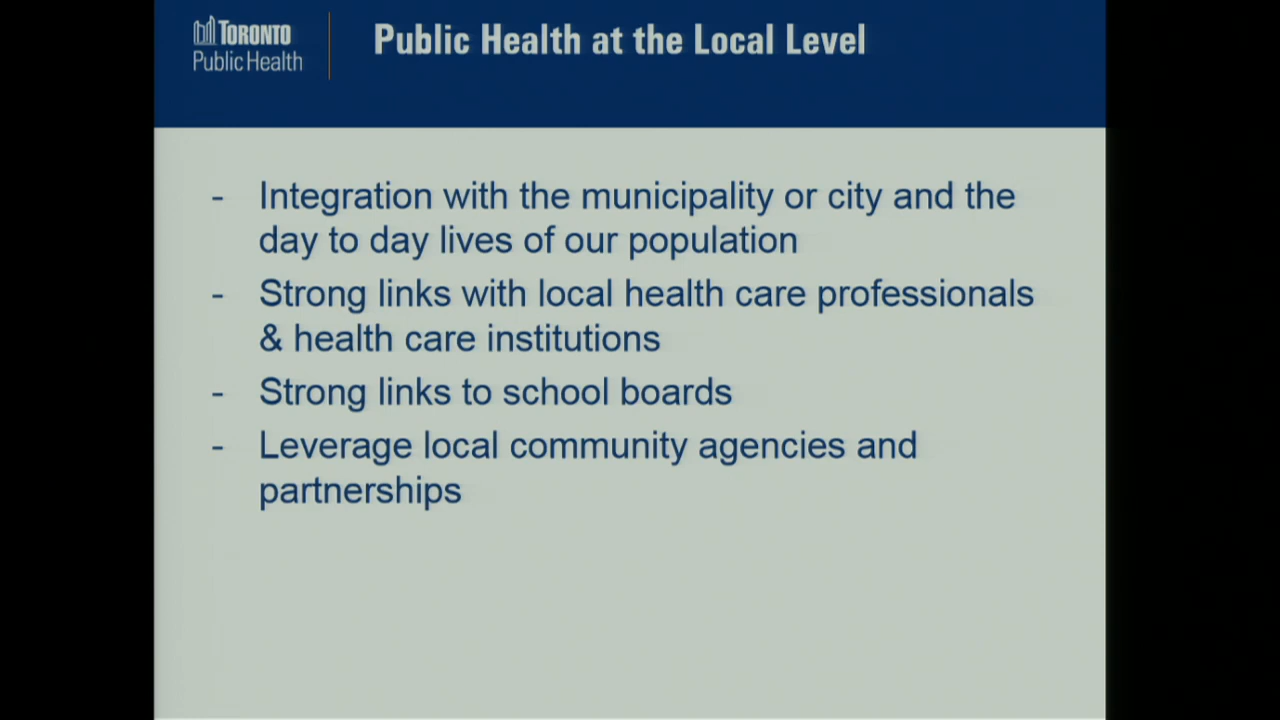 TORONTO
Public Health
Public Health at the Local Level
- Integration with the municipality or city and the
day to day lives of our population
- Strong links with local health care professionals
& health care institutions
- Strong links to school boards
- Leverage local community agencies and
partnerships